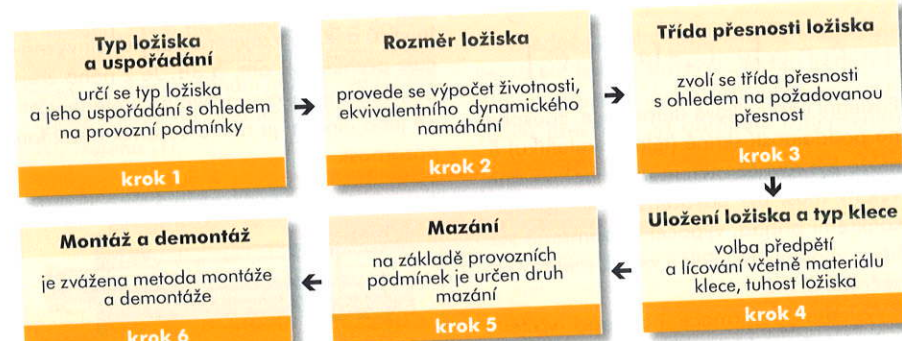 Typ ložiska
a uspořádání
určí se typ ložiska
a jeho uspořádání s ohledem
na provozní podmínky
krok 1
Rozměr ložiska
provede se výpočet životnosti,
ekvivalentního dynamického
namáhání
krok 2
Třída přesnosti ložiska
zvolí se třída přesnosti
s ohledem na požadovanou
přesnost
krok 3
Uložení ložiska a typ klece
volba předpětí
a lícování včetně materiálu
klece, tuhost ložiska
krok 4
Mazání
na základě provozních
podmínek je určen druh
mazání
krok 5
Montáž a demontáž
je zvážena metoda montáže
a demontáže
krok 6